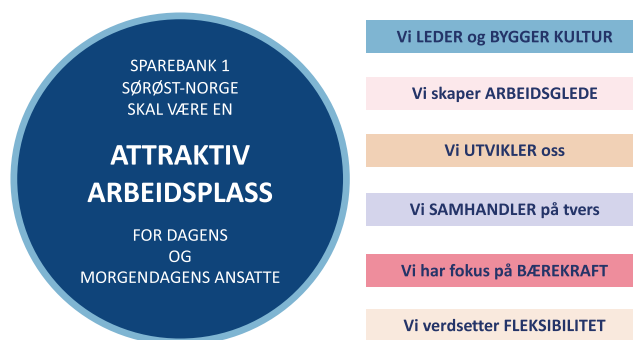 SPAREBANK 1
SØRØST-NORGE
SKAL VÆRE EN
ATTRAKTIV
ARBEIDSPLASS
FOR DAGENS
OG
MORGENDAGENS ANSATTE
Vi LEDER og BYGGER KULTUR
Vi skaper ARBEIDSGLEDE
Vi UTVIKLER oss
Vi SAMHANDLER på tvers
Vi har fokus på BÆREKRAFT
Vi verdsetter FLEKSIBILITET